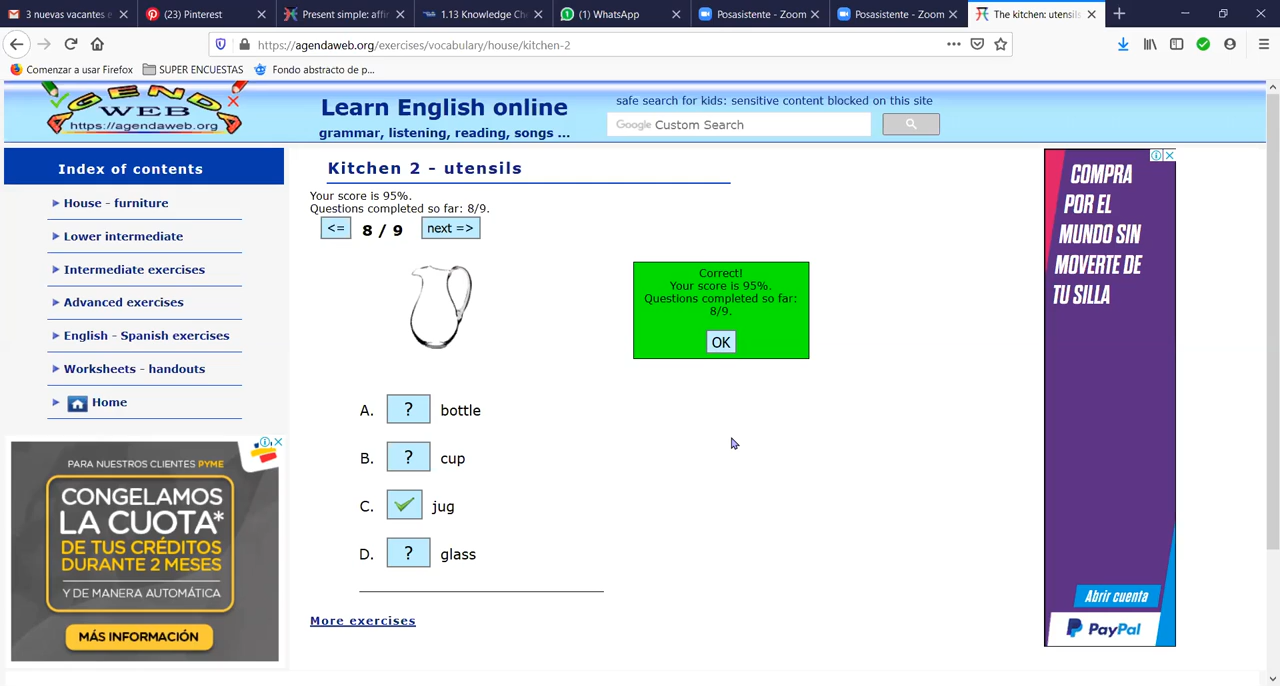 3 nuevas vacantes e
(23) Pinterest
Present simple: affi
1.13 Knowledge Che
(1) WhatsApp
Posasistente - Zoom
Posasistente - Zoom
The kitchen: utensils
https://agendaweb.org/exercises/vocabulary/house/kitchen-2
Comenzar a usar Firefox
SUPER ENCUESTAS
Fondo abstracto de p...
GEND
WEB
https://agendaweb.org
Learn English online
grammar, listening, reading, songs ...
safe search for kids: sensitive content blocked on this site
Google Custom Search
Index of contents
House - furniture
Lower intermediate
Intermediate exercises
Advanced exercises
English - Spanish exercises
Worksheets - handouts
Home
Kitchen 2 - utensils
Your score is 95%.
Questions completed so far: 8/9.
<=
8 / 9
next =>
Correct!
Your score is 95%.
Questions completed so far:
8/9.
OK
A. ? bottle
B. ? cup
C. jug
D. ? glass
More exercises
PARA NUESTROS CLIENTES PYME
CONGELAMOS
LA CUOTA*
DE TUS CRÉDITOS
DURANTE 2 MESES
Y DE MANERA AUTOMÁTICA
MÁS INFORMACIÓN
COMPRA
POR EL
MUNDO SIN
MOVERTE DE
TU SILLA
Abrir cuenta
PayPal